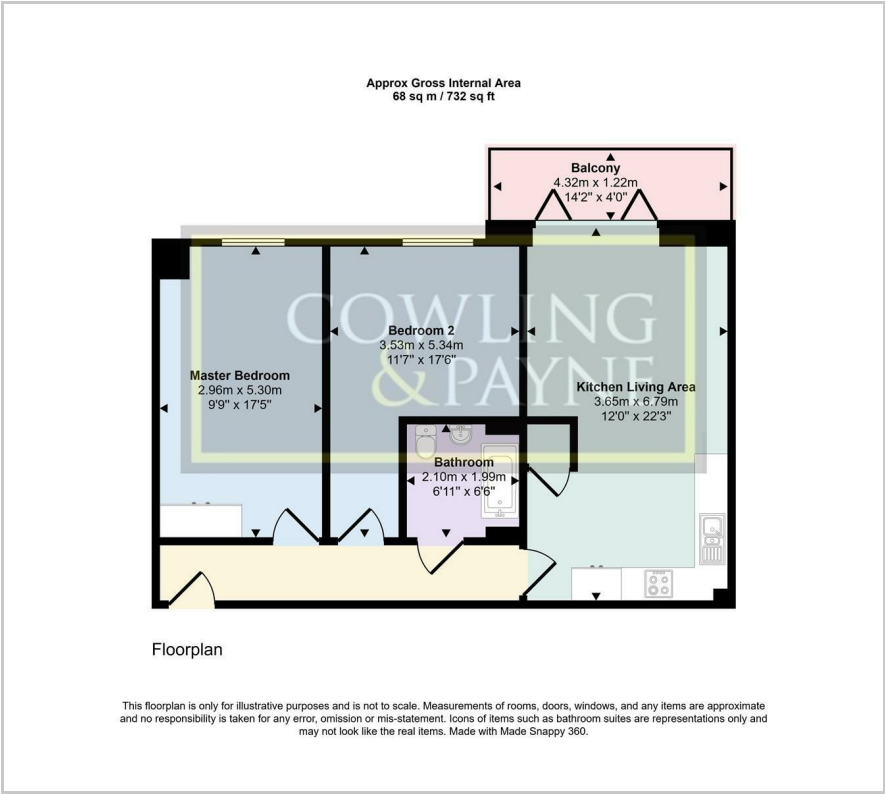 Approx Gross Internal Area
68 sq m / 732 sq ft
Balcony
4.32m x 1.22m
14'2" x 4'0"
COWLING
& PAYNE
Bedroom 2
3.53m x 5.34m
11'7" x 17'6"
Master Bedroom
2.96m x 5.30m
9'9" x 17'5"
Kitchen Living Area
3.65m x 6.79m
12'0" x 22'3"
Bathroom
2.10m x 1.99m
6'11" x 6'6"
Floorplan
This floorplan is only for illustrative purposes and is not to scale. Measurements of rooms, doors, windows, and any items are approximate
and no responsibility is taken for any error, omission or mis-statement. Icons of items such as bathroom suites are representations only and
may not look like the real items. Made with Made Snappy 360.